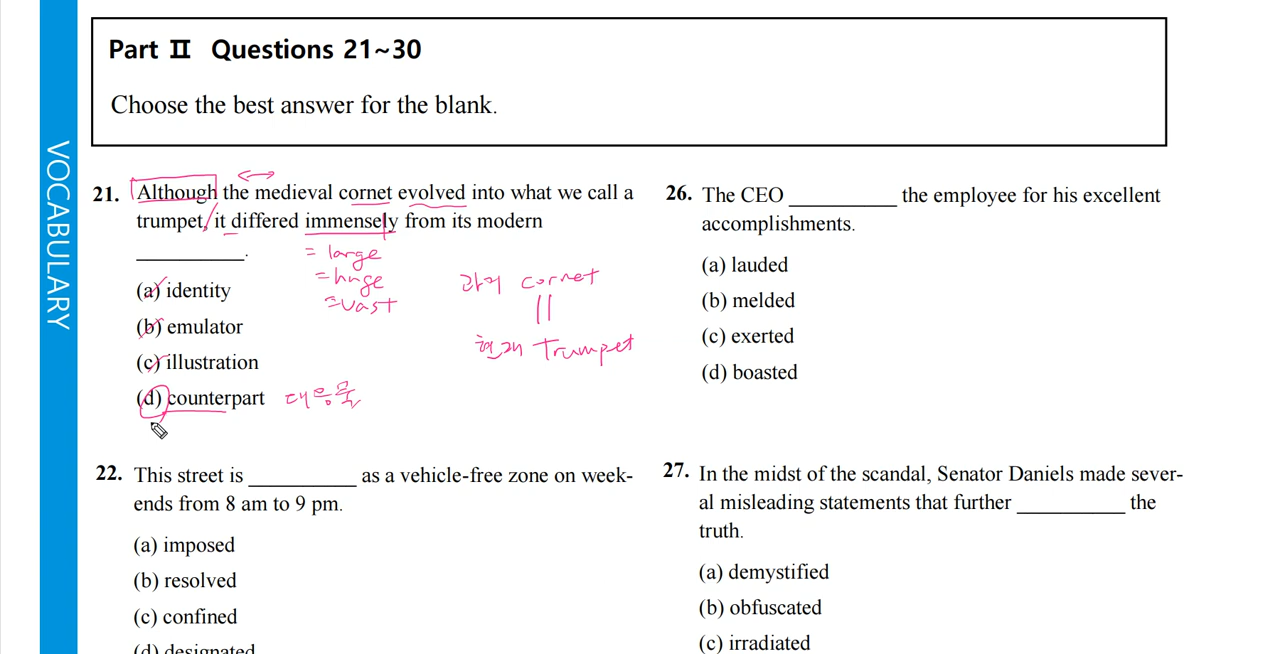 VOCABULARY
Part Ⅱ Questions 21~30
Choose the best answer for the blank.
21. Although the medieval cornet evolved into what we call a
trumpet, it differed immensely from its modern
__________.
= large
= huge
= vast
(a) identity
(b) emulator
(c) illustration
(d) counterpart 대응물
과거 cornet
||
현재 Trumpet
22. This street is __________ as a vehicle-free zone on week-
ends from 8 am to 9 pm.
(a) imposed
(b) resolved
(c) confined
(d) designated
26. The CEO __________ the employee for his excellent
accomplishments.
(a) lauded
(b) melded
(c) exerted
(d) boasted
27. In the midst of the scandal, Senator Daniels made sever-
al misleading statements that further __________ the
truth.
(a) demystified
(b) obfuscated
(c) irradiated